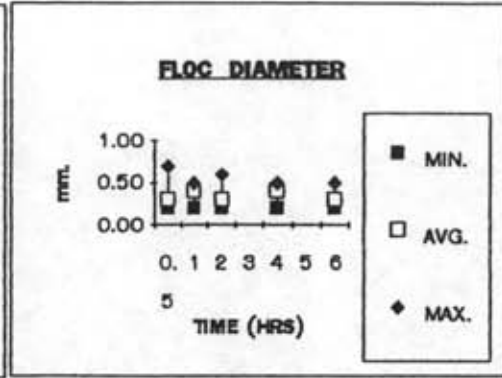 FLOC DIAMETER
1.00
0.50
0.00
mm.
0. 1 2 3 4 5 6
5
TIME (HRS)
MIN.
AVG.
MAX.